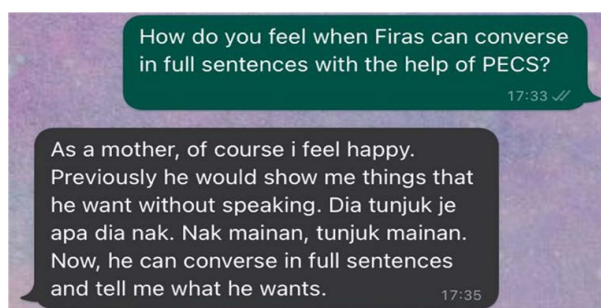 How do you feel when Firas can converse
in full sentences with the help of PECS?
17:33
As a mother, of course i feel happy.
Previously he would show me things that
he want without speaking. Dia tunjuk je
apa dia nak. Nak mainan, tunjuk mainan.
Now, he can converse in full sentences
and tell me what he wants.
17:35